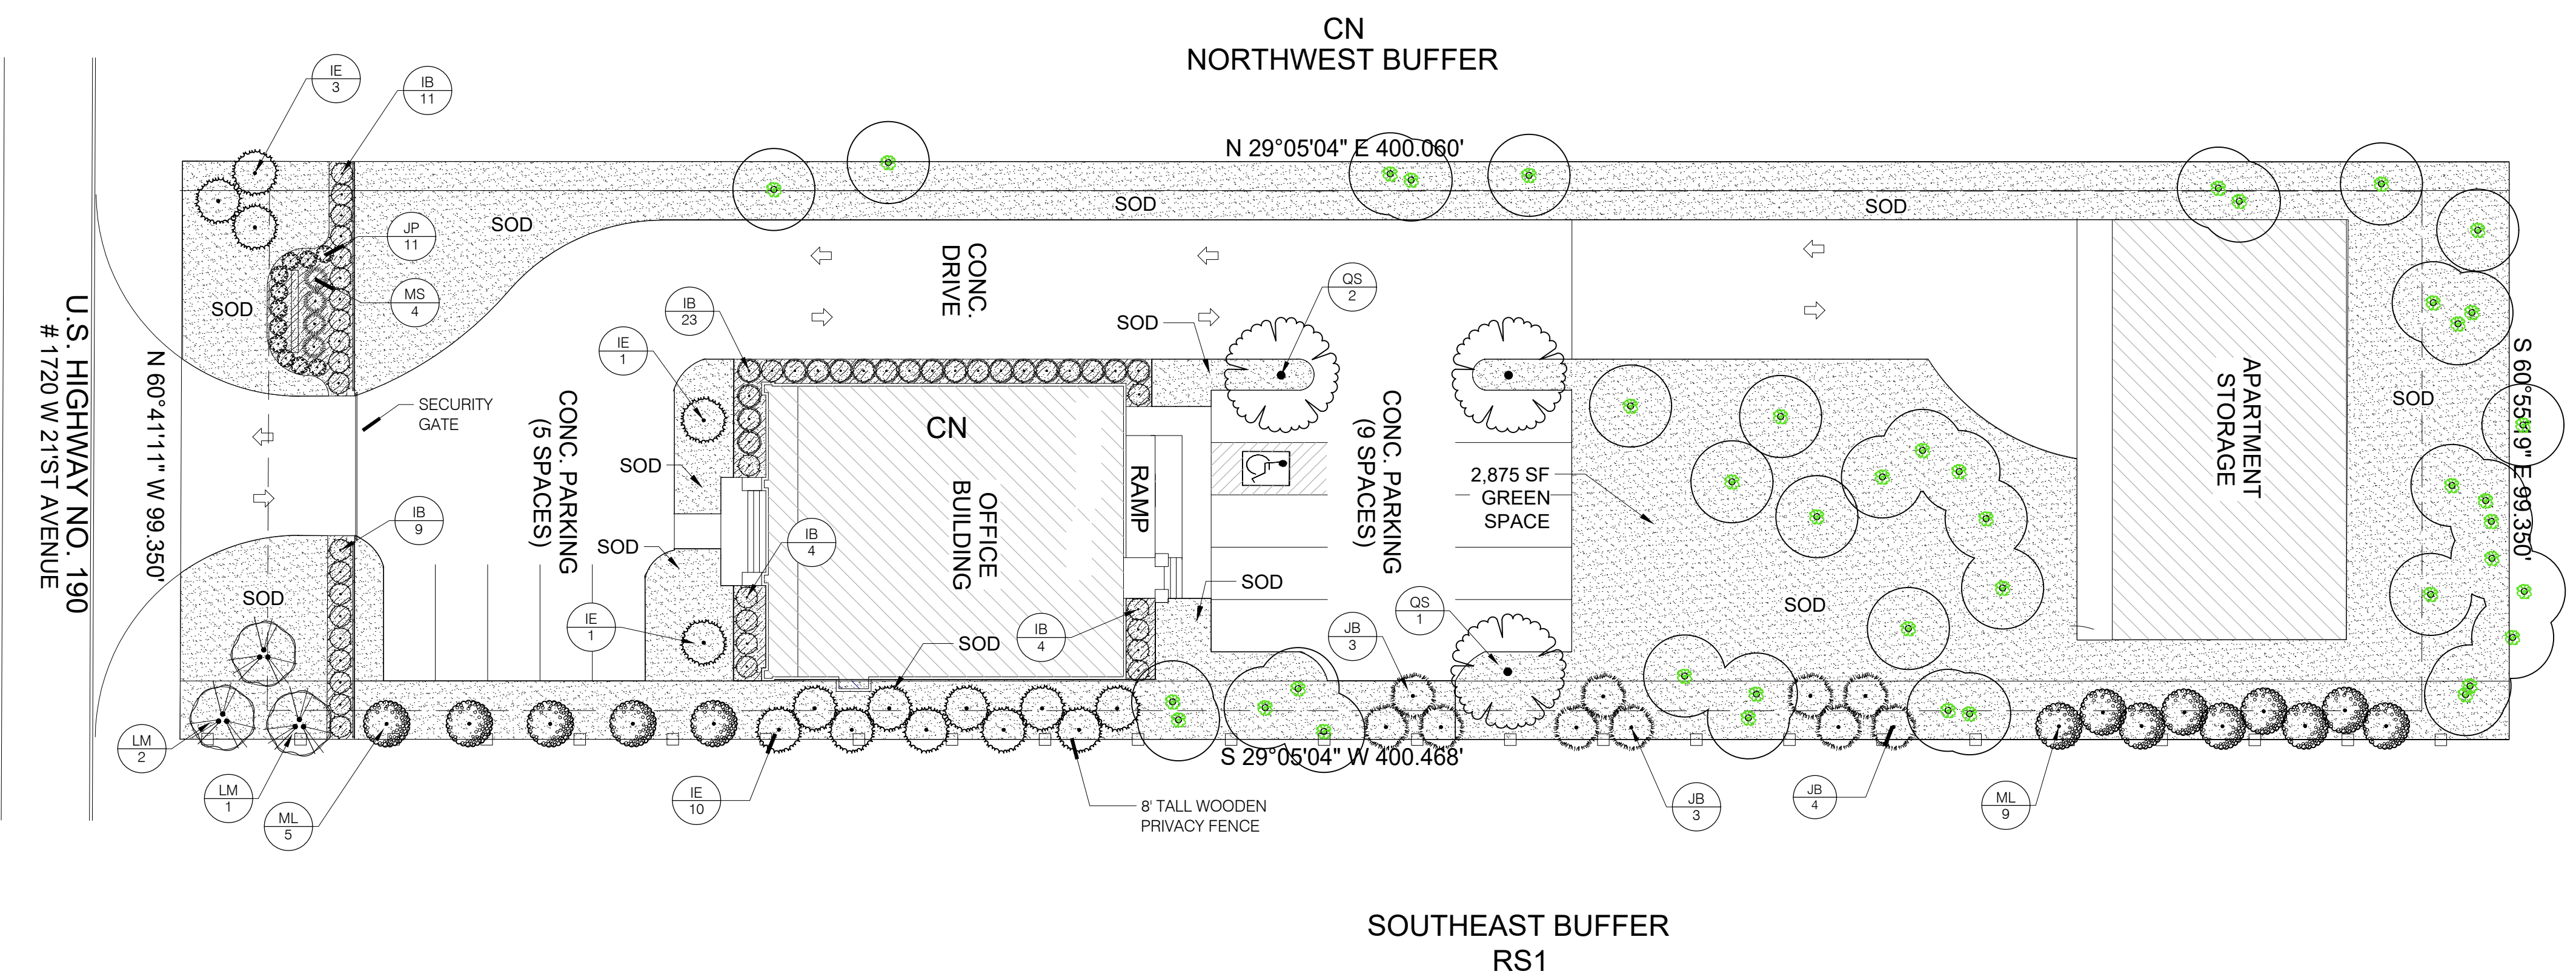 CN
NORTHWEST BUFFER
IE
3
IB
11
N 29°05'04" E 400.060'
SOD
SOD
SOD
JP
11
MS
4
SOD
CONC.
DRIVE
QS
2
IB
23
SOD
IE
1
U.S. HIGHWAY NO. 190
# 1720 W 21'ST AVENUE
N 60°41'11" W 99.350'
SECURITY
GATE
CONC. PARKING
(5 SPACES)
SOD
CN
OFFICE
BUILDING
RAMP
CONC. PARKING
(9 SPACES)
2,875 SF
GREEN
SPACE
APARTMENT
STORAGE
SOD
S 60°55'19" E 99.350'
IB
9
IB
4
SOD
SOD
SOD
SOD
IE
1
SOD
IB
4
JB
3
QS
1
LM
2
LM
1
ML
5
IE
10
S 29°05'04" W 400.468'
8' TALL WOODEN
PRIVACY FENCE
JB
3
JB
4
ML
9
SOUTHEAST BUFFER
RS1